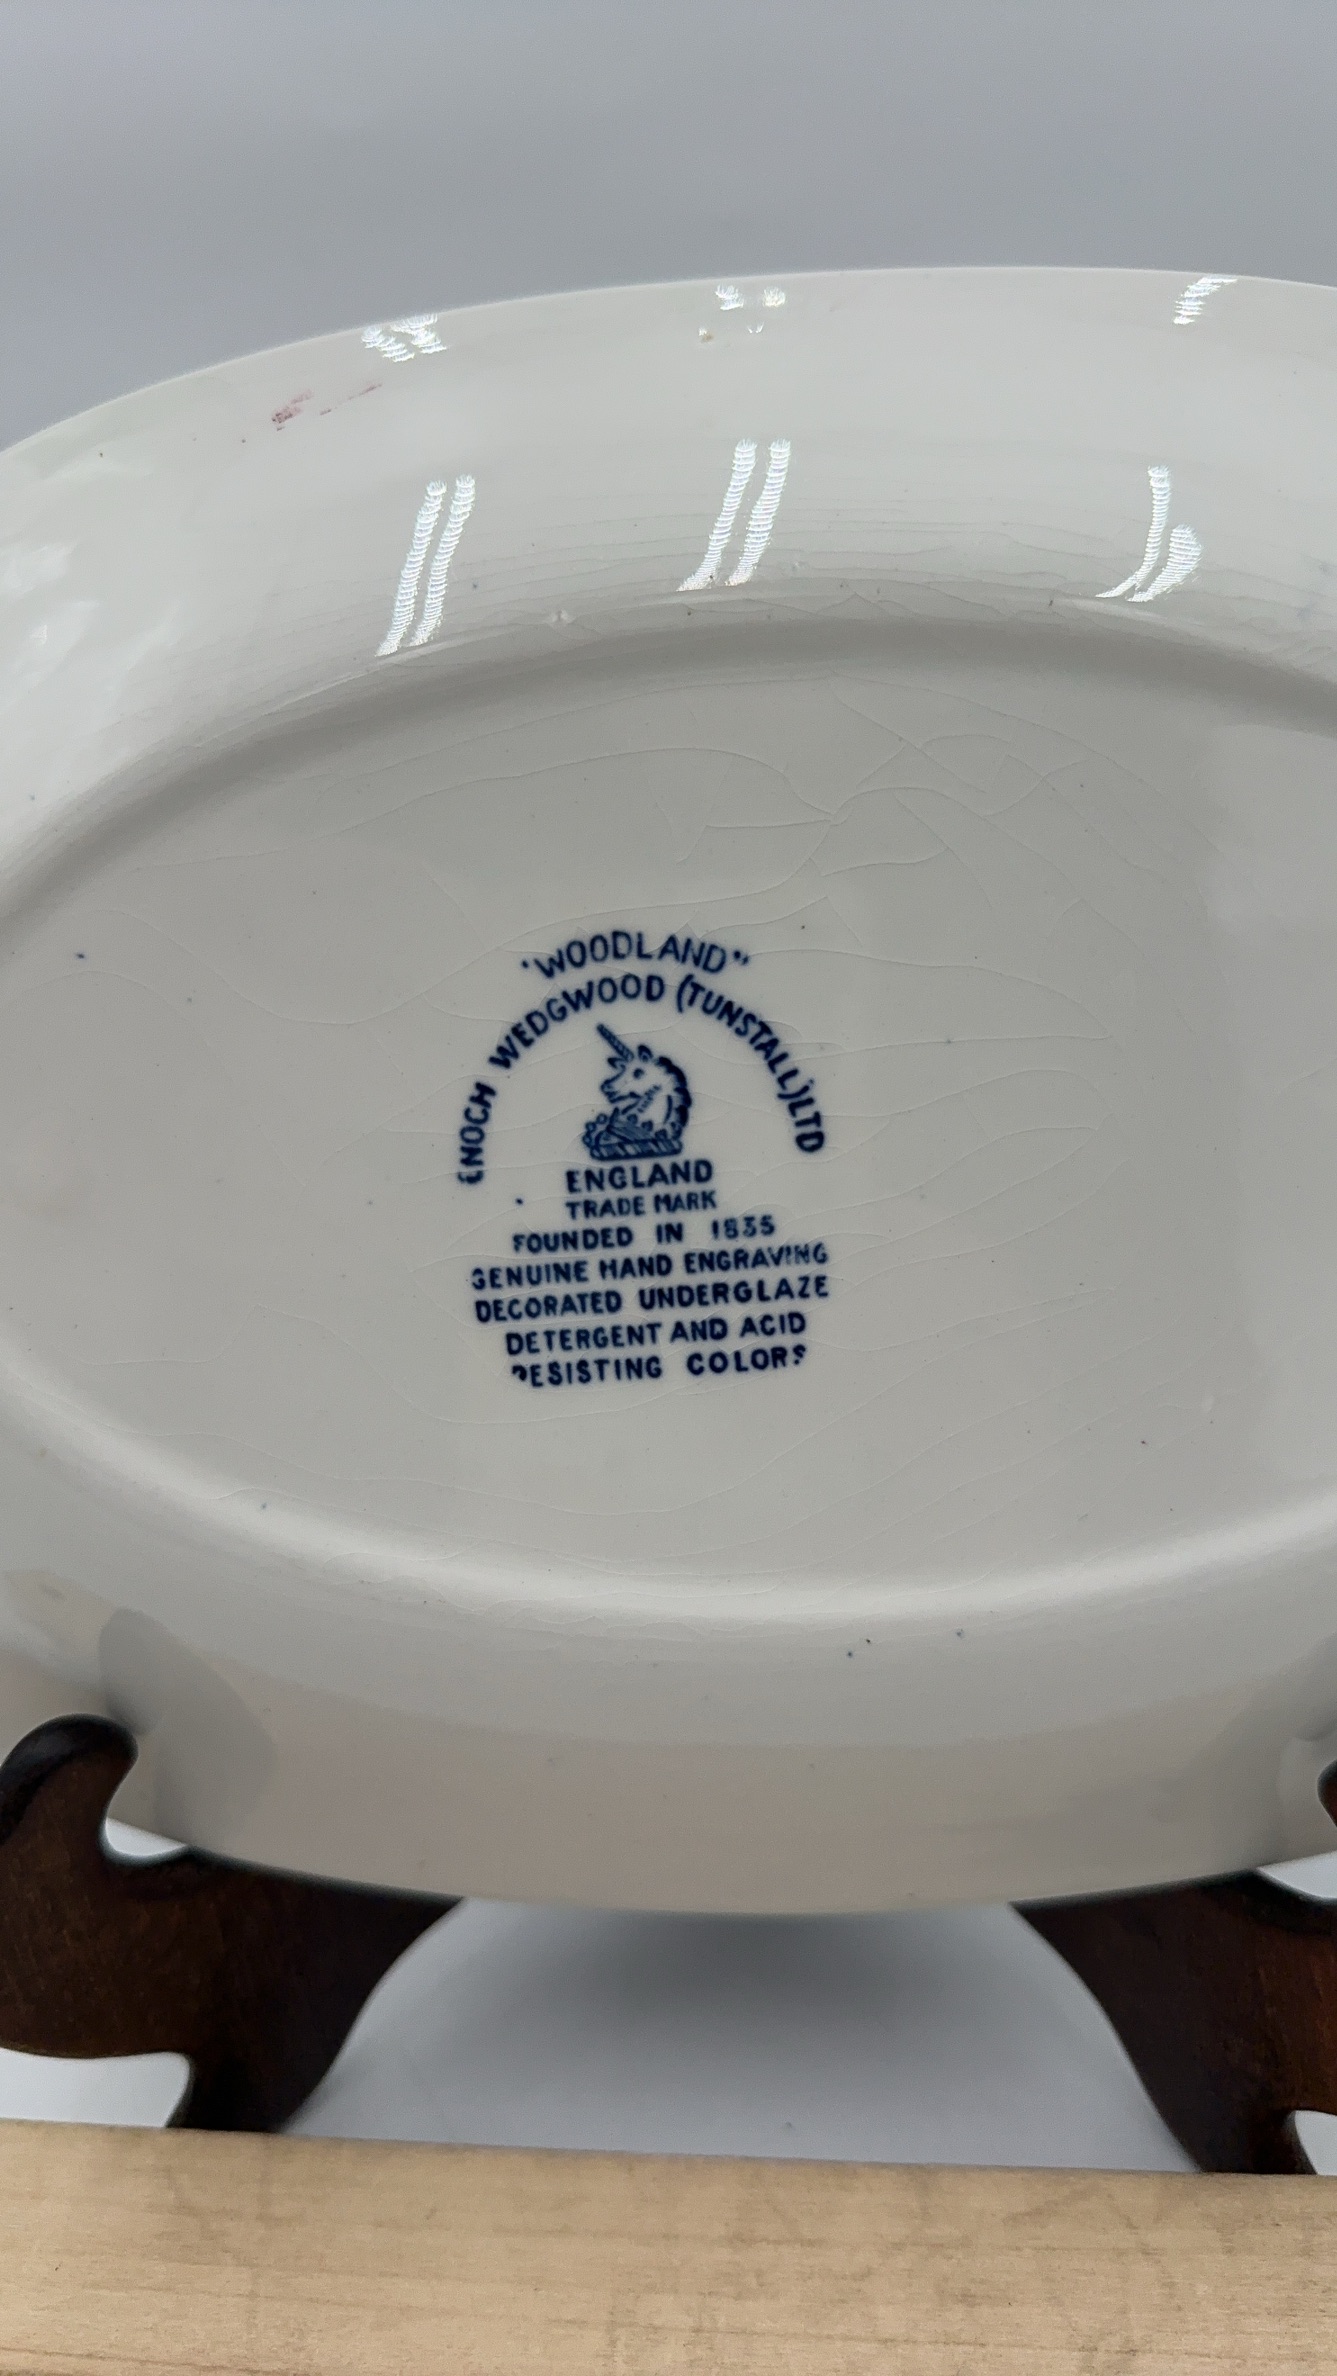 "WOODLAND"
ENOCH WEDGWOOD (TUNSTALL) LTD
ENGLAND
TRADE MARK
FOUNDED IN 1835
GENUINE HAND ENGRAVING
DECORATED UNDERGLAZE
DETERGENT AND ACID
RESISTING COLORS